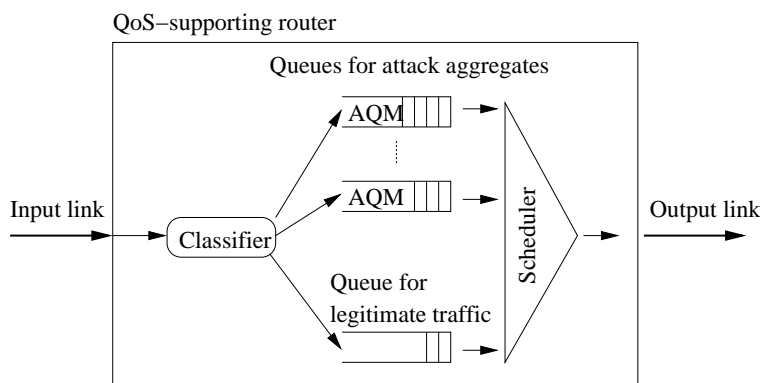 QoS−supporting router
Queues for attack aggregates
AQM
AQM
Input link
Classifier
Scheduler
Output link
Queue for
legitimate traffic